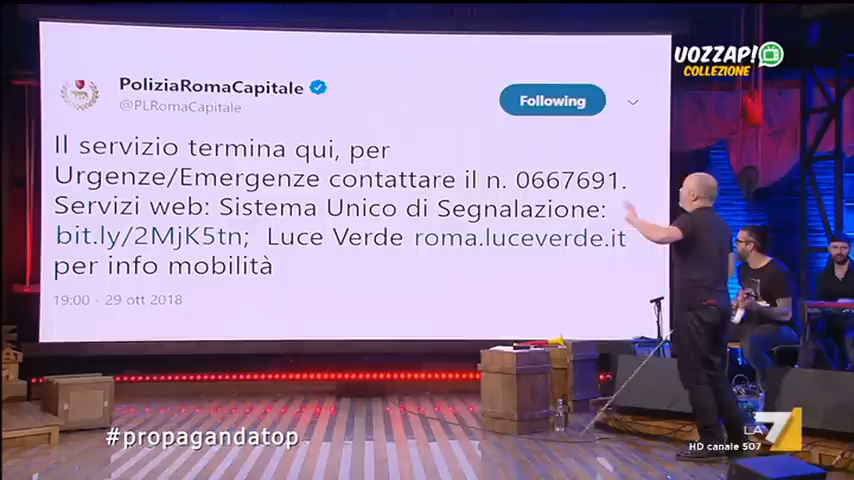 UOZZAP!
COLLEZIONE
PoliziaRomaCapitale
@PLRomaCapitale
Following
Il servizio termina qui, per
Urgenze/Emergenze contattare il n. 0667691.
Servizi web: Sistema Unico di Segnalazione:
bit.ly/2MjK5tn; Luce Verde roma.luceverde.it
per info mobilità
19:00 - 29 ott 2018
#propagandatop
LA 7
HD canale 507